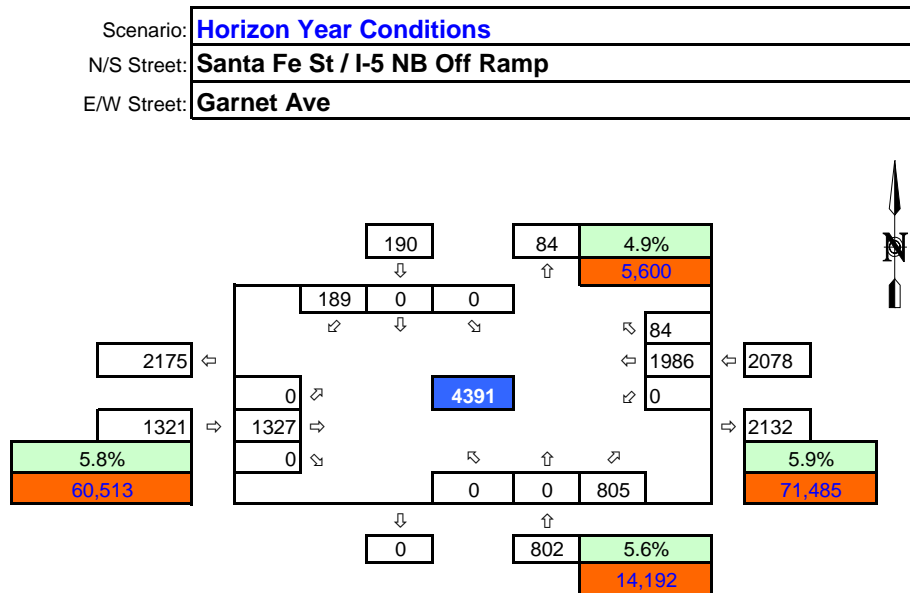 Scenario: Horizon Year Conditions
N/S Street: Santa Fe St / I-5 NB Off Ramp
E/W Street: Garnet Ave
N
190 84 4.9%
⇩ ⇧ 5,600
189 0 0
⬃ ⇩ ⬂ ⬁ 84
2175 ⇦ ⇦ 1986 ⇦ 2078
0 ⬀ 4391 ⬃ 0
1321 ⇨ 1327 ⇨ ⇨ 2132
5.8% 0 ⬂ ⬁ ⇧ ⬀ 5.9%
60,513 0 0 805 71,485
⇩ ⇧
0 802 5.6%
14,192